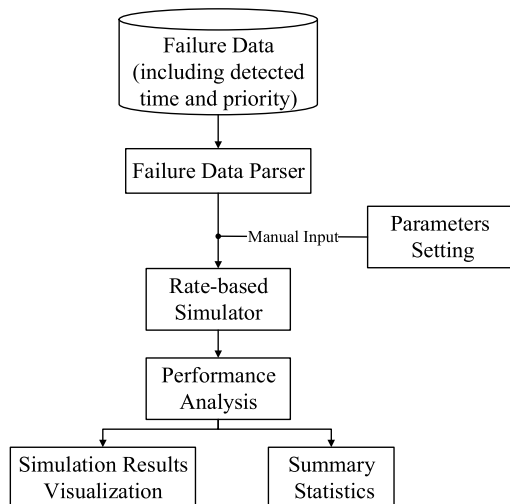 Failure Data
(including detected
time and priority)
Failure Data Parser
Manual Input
Parameters
Setting
Rate-based
Simulator
Performance
Analysis
Simulation Results
Visualization
Summary
Statistics